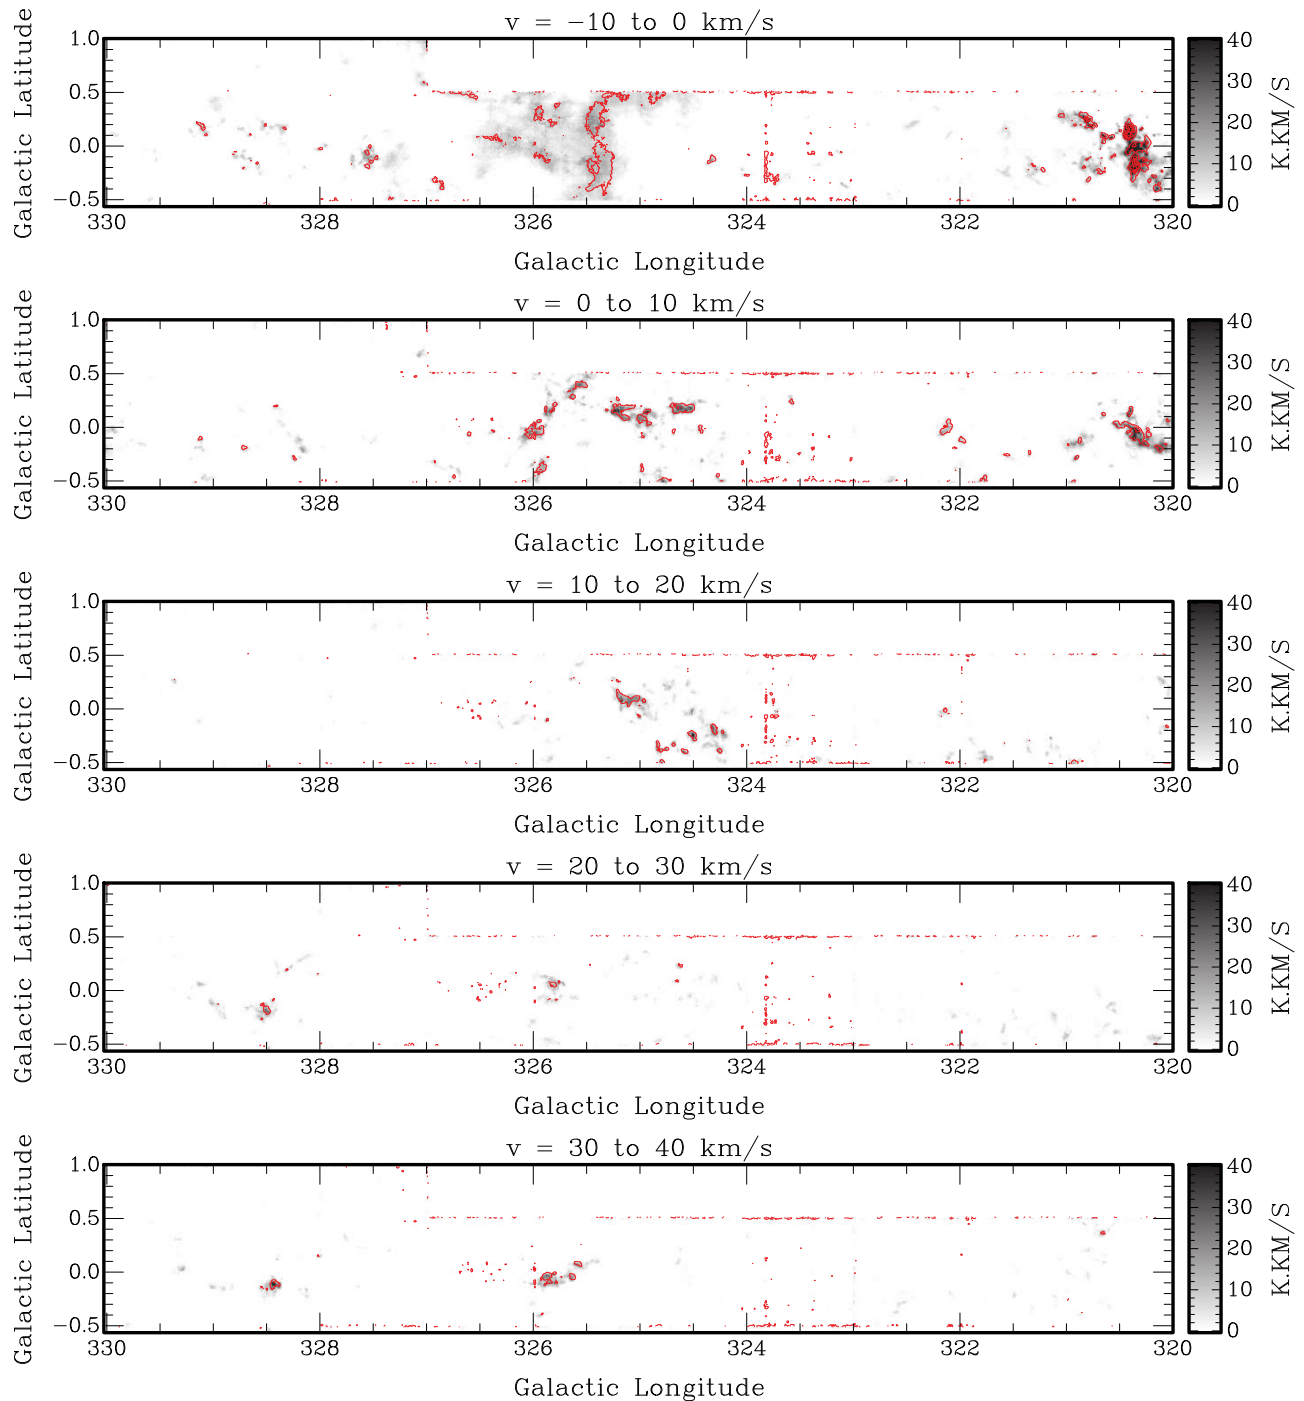 v = −10 to 0 km/s
Galactic Latitude
1.0
0.5
0.0
−0.5
330 328 326 324 322 320
Galactic Longitude
40
30
20
10
0
K.KM/S
v = 0 to 10 km/s
Galactic Latitude
1.0
0.5
0.0
−0.5
330 328 326 324 322 320
Galactic Longitude
40
30
20
10
0
K.KM/S
v = 10 to 20 km/s
Galactic Latitude
1.0
0.5
0.0
−0.5
330 328 326 324 322 320
Galactic Longitude
40
30
20
10
0
K.KM/S
v = 20 to 30 km/s
Galactic Latitude
1.0
0.5
0.0
−0.5
330 328 326 324 322 320
Galactic Longitude
40
30
20
10
0
K.KM/S
v = 30 to 40 km/s
Galactic Latitude
1.0
0.5
0.0
−0.5
330 328 326 324 322 320
Galactic Longitude
40
30
20
10
0
K.KM/S